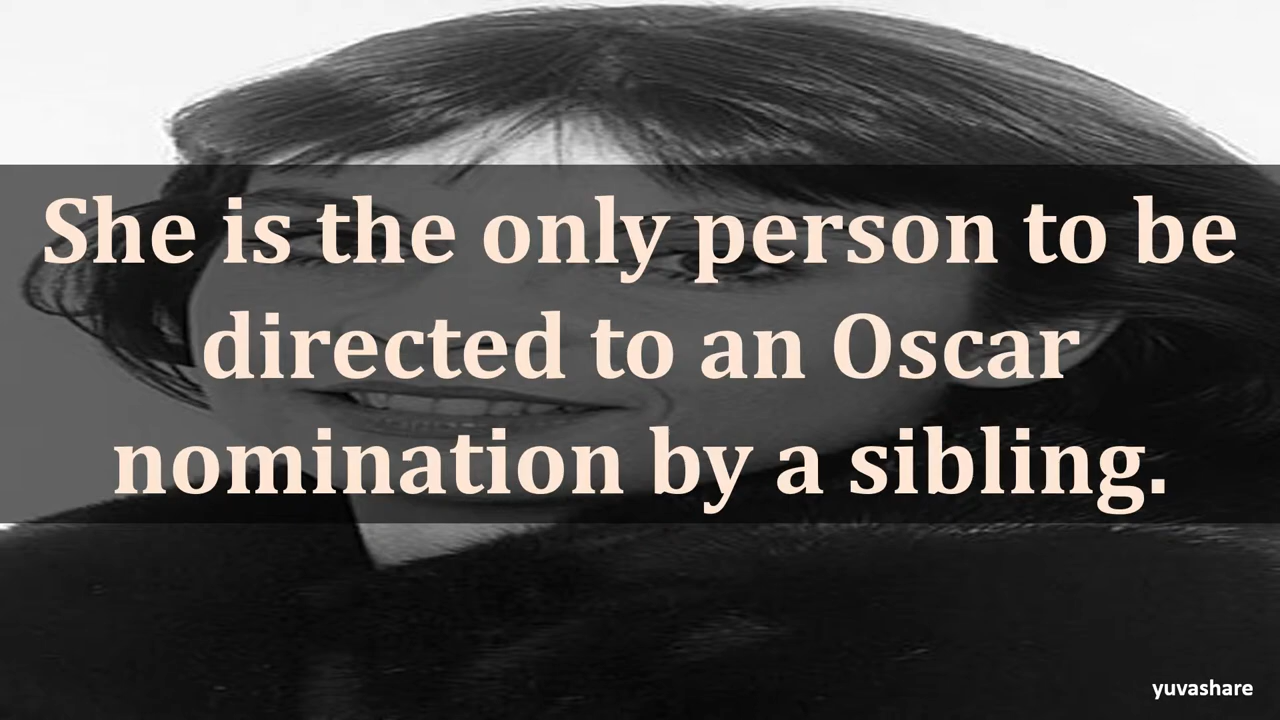 She is the only person to be
directed to an Oscar
nomination by a sibling.
yuvashare